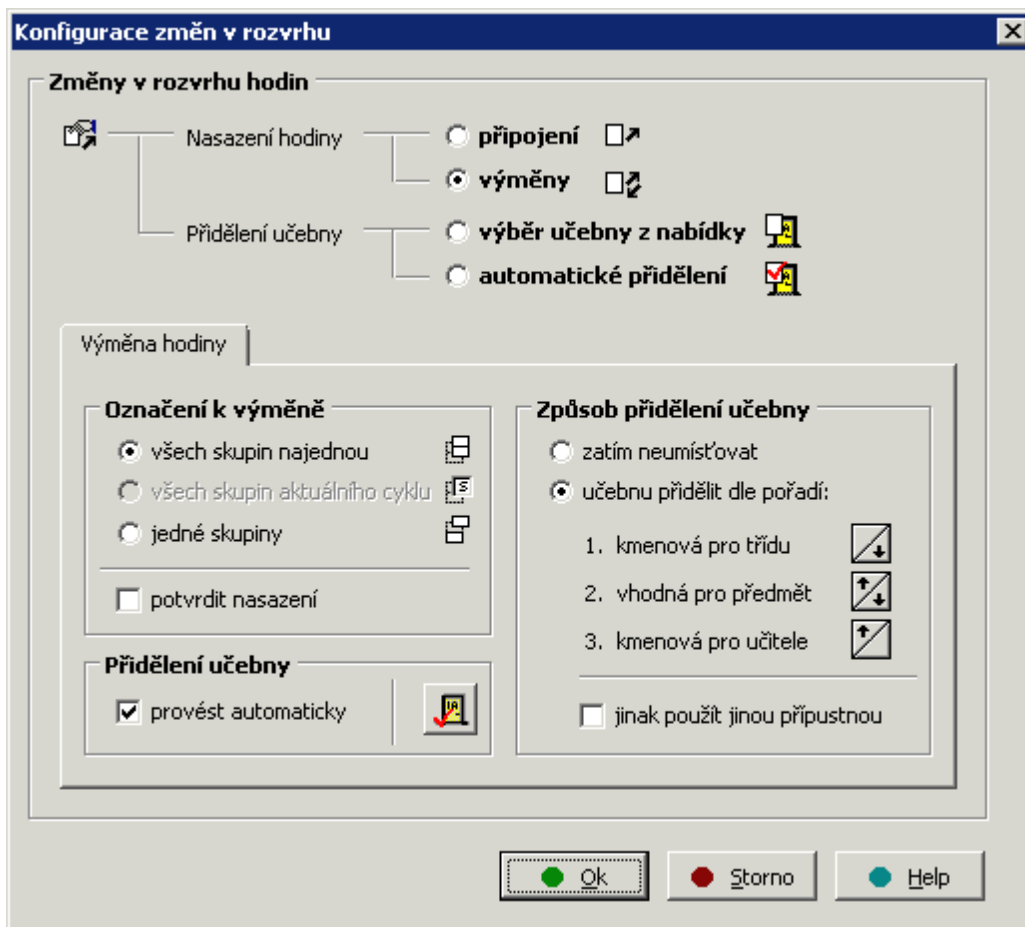 Konfigurace změn v rozvrhu
Změny v rozvrhu hodin
Nasazení hodiny
připojení
výměny
Přidělení učebny
výběr učebny z nabídky
automatické přidělení
Výměna hodiny
Označení k výměně
všech skupin najednou
všech skupin aktuálního cyklu
jedné skupiny
potvrdit nasazení
Přidělení učebny
provést automaticky
Způsob přidělení učebny
zatím neumísťovat
učebnu přidělit dle pořadí:
1. kmenová pro třídu
2. vhodná pro předmět
3. kmenová pro učitele
jinak použít jinou přípustnou
Ok
Storno
Help